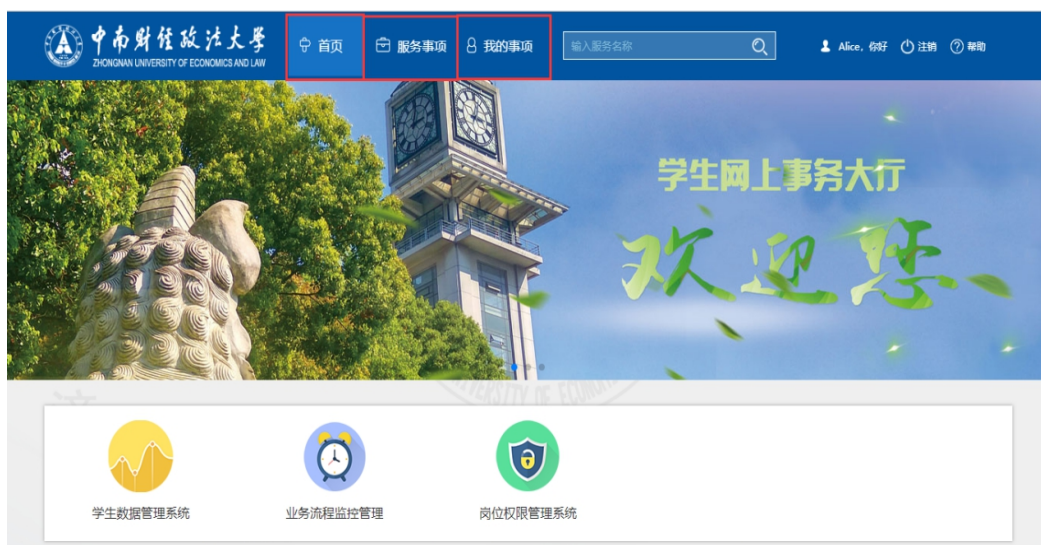 中南财经政法大学
ZHONGNAN UNIVERSITY OF ECONOMICS AND LAW
首页
服务事项
我的事项
输入服务名称
Alice，你好
注销
帮助
学生网上事务大厅
欢迎您
UNIVERSITY OF ECONOM
学生数据管理系统
业务流程监控管理
岗位权限管理系统